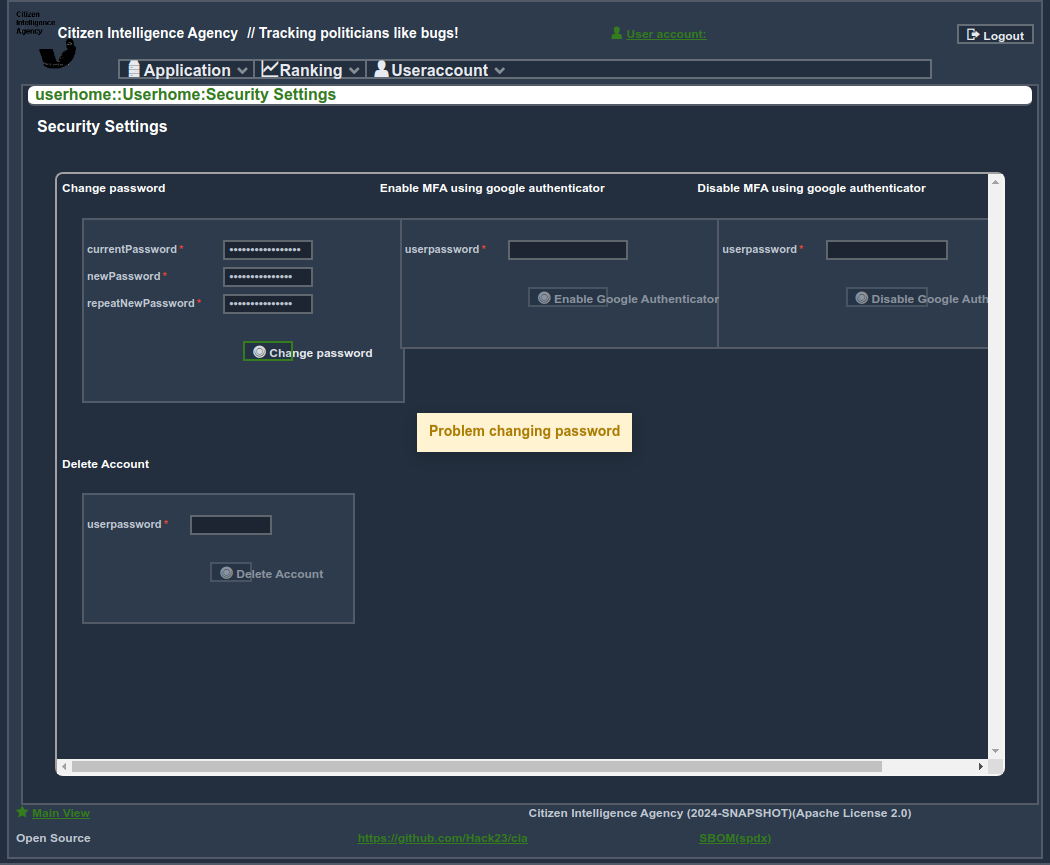 Citizen
Intelligence
Agency
Citizen Intelligence Agency // Tracking politicians like bugs!
User account:
Logout
Application
Ranking
Useraccount
userhome::Userhome:Security Settings
Security Settings
Change password
Enable MFA using google authenticator
Disable MFA using google authenticator
currentPassword *
userpassword *
userpassword *
newPassword *
repeatNewPassword *
Enable Google Authenticator
Disable Google Auth
Change password
Problem changing password
Delete Account
userpassword *
Delete Account
Main View
Citizen Intelligence Agency (2024-SNAPSHOT)(Apache License 2.0)
Open Source
https://github.com/Hack23/cia
SBOM(spdx)